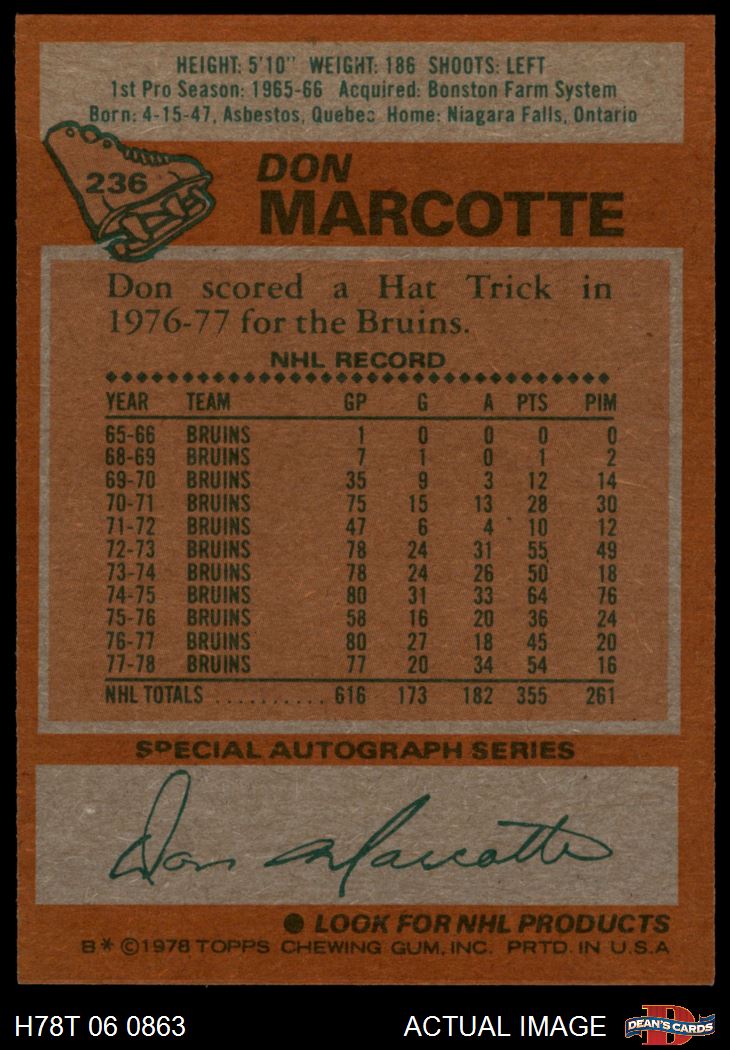 HEIGHT: 5'10" WEIGHT: 186 SHOOTS: LEFT
1st Pro Season: 1965-66 Acquired: Bonston Farm System
Born: 4-15-47, Asbestos, Quebec Home: Niagara Falls, Ontario
236
DON
MARCOTTE
Don scored a Hat Trick in
1976-77 for the Bruins.
NHL RECORD
YEAR TEAM GP G A PTS PIM
65-66 BRUINS 1 0 0 0 0
68-69 BRUINS 7 1 0 1 2
69-70 BRUINS 35 9 3 12 14
70-71 BRUINS 75 15 13 28 30
71-72 BRUINS 47 6 4 10 12
72-73 BRUINS 78 24 31 55 49
73-74 BRUINS 78 24 26 50 18
74-75 BRUINS 80 31 33 64 76
75-76 BRUINS 58 16 20 36 24
76-77 BRUINS 80 27 18 45 20
77-78 BRUINS 77 20 34 54 16
NHL TOTALS .......... 616 173 182 355 261
SPECIAL AUTOGRAPH SERIES
Don Marcotte
● LOOK FOR NHL PRODUCTS
B* ©1978 TOPPS CHEWING GUM, INC. PRTD. IN U.S.A
H78T 06 0863 ACTUAL IMAGE D DEAN'S CARDS